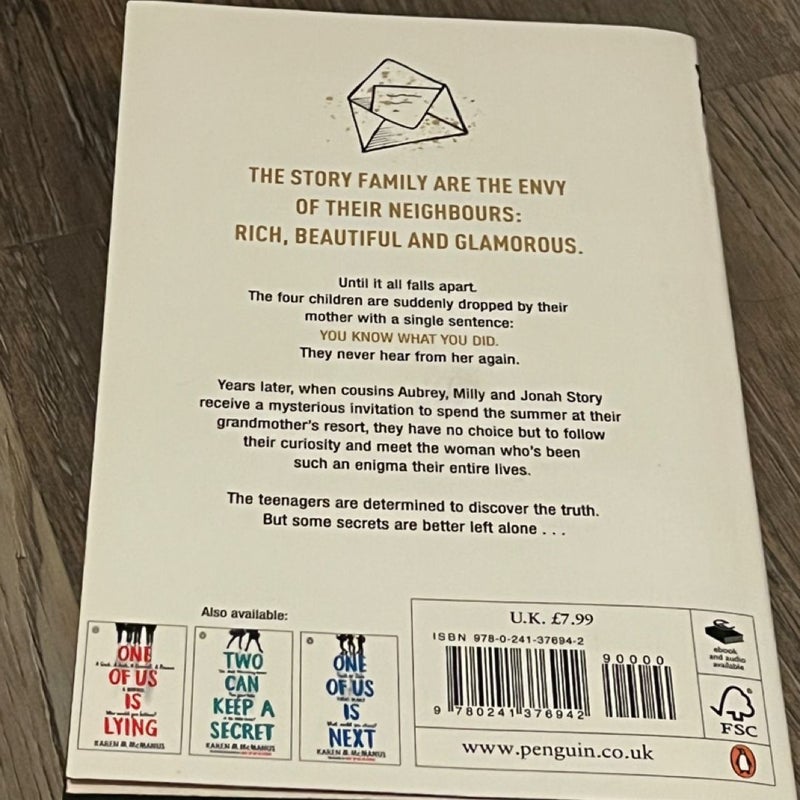 THE STORY FAMILY ARE THE ENVY
OF THEIR NEIGHBOURS:
RICH, BEAUTIFUL AND GLAMOROUS.
Until it all falls apart.
The four children are suddenly dropped by their
mother with a single sentence:
YOU KNOW WHAT YOU DID.
They never hear from her again.
Years later, when cousins Aubrey, Milly and Jonah Story
receive a mysterious invitation to spend the summer at their
grandmother's resort, they have no choice but to follow
their curiosity and meet the woman who's been
such an enigma their entire lives.
The teenagers are determined to discover the truth.
But some secrets are better left alone . . .
Also available:
ONE
OF US
IS
LYING
KAREN M. McMANUS
TWO
CAN
KEEP A
SECRET
KAREN M. McMANUS
ONE
OF US
IS
NEXT
KAREN M. McMANUS
U.K. £7.99
ISBN 978-0-241-37694-2
90000
9 780241 376942
www.penguin.co.uk
ebook
and audio
available
FSC